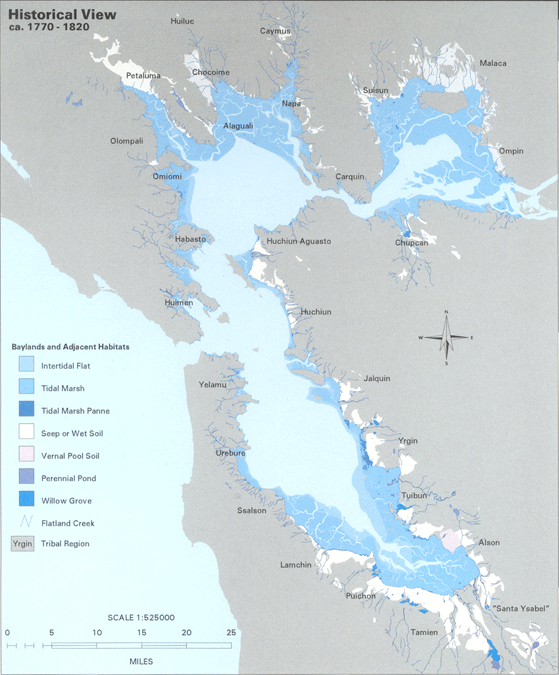 Historical View
ca. 1770 - 1820
Huiluc
Caymus
Petaluma
Chocoime
Malaca
Suisun
Napa
Alaguali
Olompali
Ompin
Omiomi
Carquin
Habasto
Huchiun-Aguasto
Chupcan
Huimen
Huchiun
N
W
E
S
Baylands and Adjacent Habitats
Intertidal Flat
Tidal Marsh
Tidal Marsh Panne
Seep or Wet Soil
Vernal Pool Soil
Perennial Pond
Willow Grove
Flatland Creek
Yrgin Tribal Region
Yelamu
Jalquin
Yrgin
Urebure
Tuibun
Ssalson
Alson
Lamchin
Puichon
"Santa Ysabel"
Tamien
SCALE 1:525000
0 5 10 15 20 25
MILES